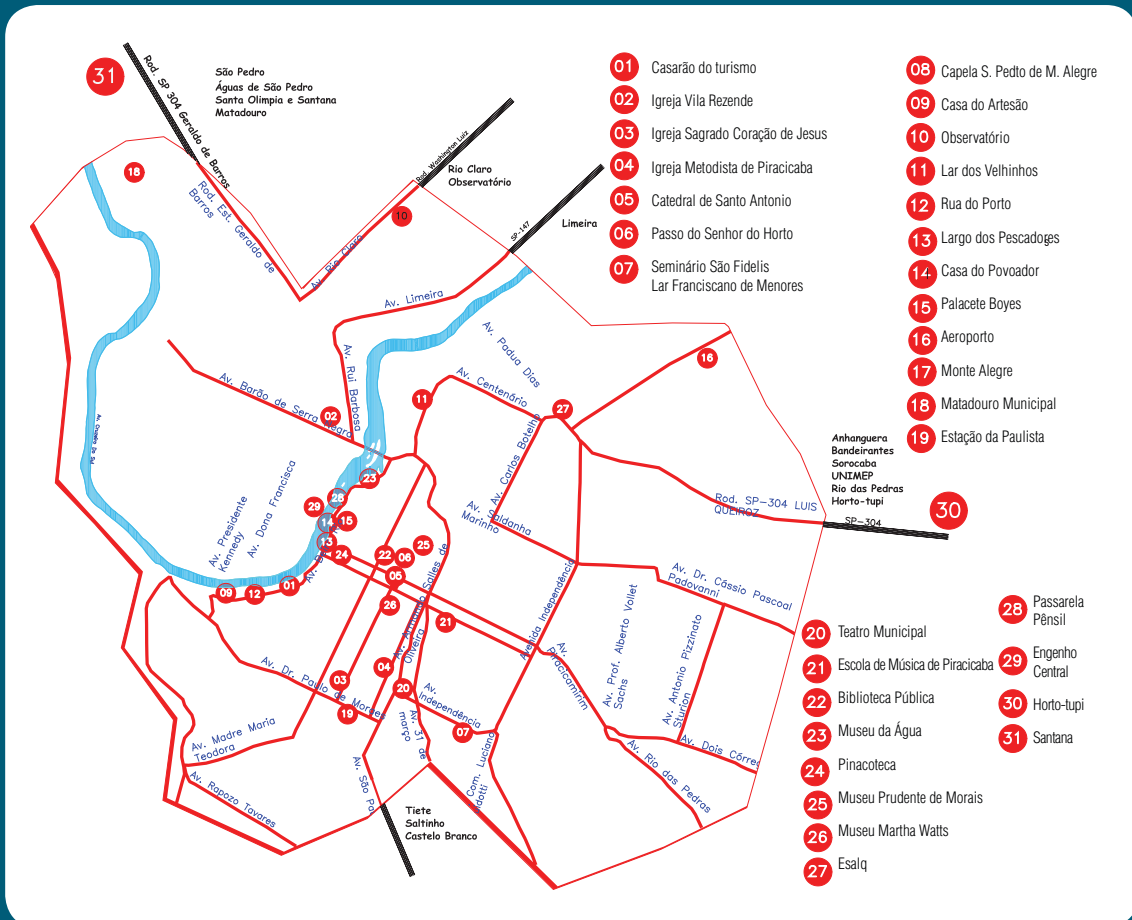 31
Rod. SP 304 Geraldo de Barros
São Pedro
Águas de São Pedro
Santa Olimpia e Santana
Matadouro
Rod. Washington Luiz
Rio Claro
Observatório
SP-147
Limeira
18
Rod. Est. Geraldo de
Barros
10
Av. Rio Claro
Av. Limeira
Av. Rui Barbosa
Av. Padua Dias
16
Av. Barão de Serra Negra
02
11
Av. Centenário
27
Av. Carlos Botelho
Av. Saldanha
Marinho
Rod. SP-304 LUIS
QUEIROZ
Anhanguera
Bandeirantes
Sorocaba
UNIMEP
Rio das Pedras
Horto-tupi
SP-304
30
Av. Presidente
Kennedy
Av. Dona Francisca
23
28
29
14
15
13
24
22
06
25
05
26
21
09
12
01
Av. Armando Salles de
Oliveira
Avenida Independência
Av.
Piracicamirim
Av. Prof. Alberto Vollet
Sachs
Av. Antonio Pizzinato
Sturion
Av. Dr. Cássio Pascoal
Padovanni
Av. Dr. Paulo de Moraes
03
04
20
19
07
Av.
Independência
Av. 31 de
março
Av. Madre Maria
Teodora
Av. Rapozo Tavares
Com. Luciano
Av. Rio das Pedras
Av. Dois Córreg
Tiete
Saltinho
Castelo Branco
01 Casarão do turismo
02 Igreja Vila Rezende
03 Igreja Sagrado Coração de Jesus
04 Igreja Metodista de Piracicaba
05 Catedral de Santo Antonio
06 Passo do Senhor do Horto
07 Seminário São Fidelis
Lar Franciscano de Menores
08 Capela S. Pedto de M. Alegre
09 Casa do Artesão
10 Observatório
11 Lar dos Velhinhos
12 Rua do Porto
13 Largo dos Pescadores
14 Casa do Povoador
15 Palacete Boyes
16 Aeroporto
17 Monte Alegre
18 Matadouro Municipal
19 Estação da Paulista
20 Teatro Municipal
21 Escola de Música de Piracicaba
22 Biblioteca Pública
23 Museu da Água
24 Pinacoteca
25 Museu Prudente de Morais
26 Museu Martha Watts
27 Esalq
28 Passarela
Pênsil
29 Engenho
Central
30 Horto-tupi
31 Santana